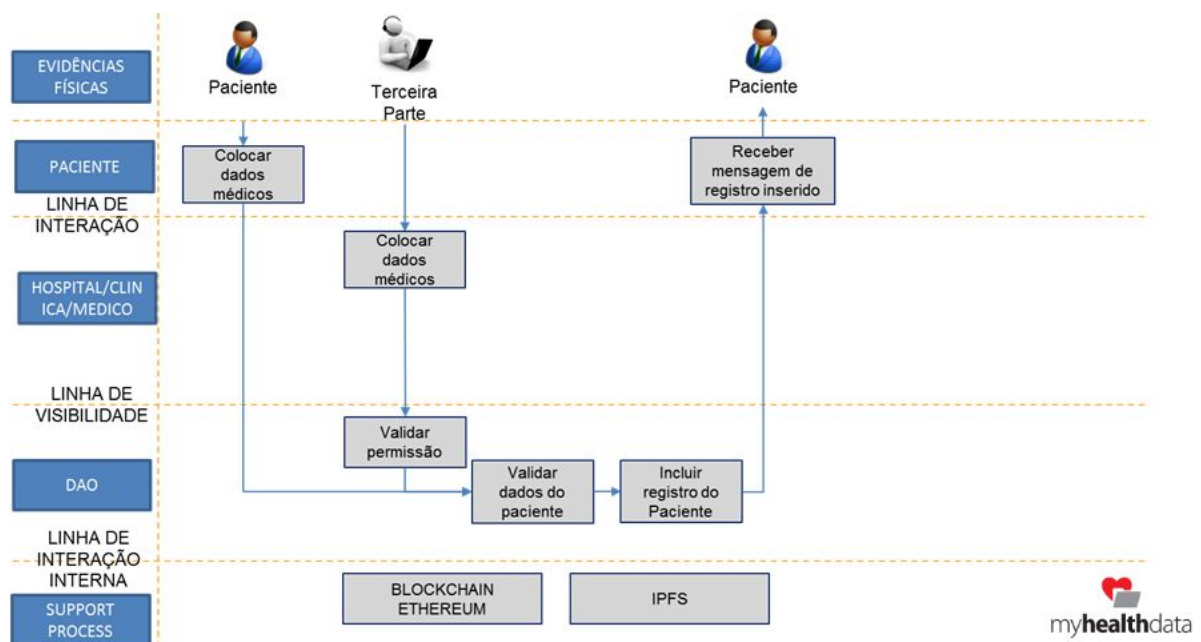 EVIDÊNCIAS
FÍSICAS
Paciente
Terceira
Parte
Paciente
PACIENTE
Colocar
dados
médicos
Receber
mensagem de
registro inserido
LINHA DE
INTERAÇÃO
Colocar
dados
médicos
HOSPITAL/CLIN
ICA/MEDICO
LINHA DE
VISIBILIDADE
Validar
permissão
DAO
Validar
dados do
paciente
Incluir
registro do
Paciente
LINHA DE
INTERAÇÃO
INTERNA
SUPPORT
PROCESS
BLOCKCHAIN
ETHEREUM
IPFS
myhealthdata